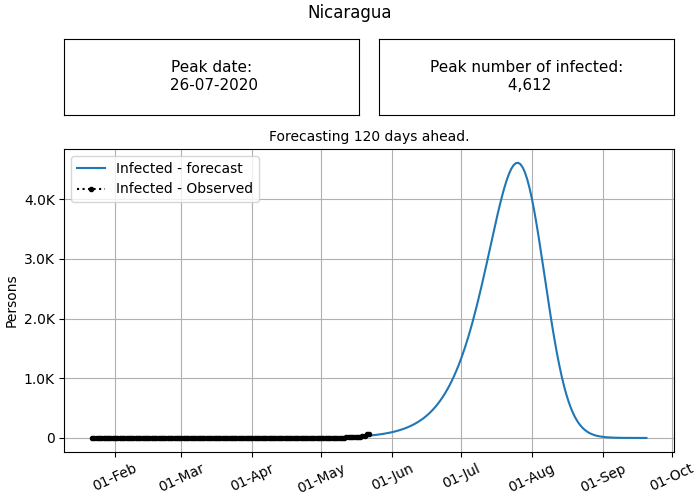 Nicaragua
Peak date:
26-07-2020
Peak number of infected:
4,612
Forecasting 120 days ahead.
Infected - forecast
Infected - Observed
Persons
4.0K
3.0K
2.0K
1.0K
0
01-Feb
01-Mar
01-Apr
01-May
01-Jun
01-Jul
01-Aug
01-Sep
01-Oct